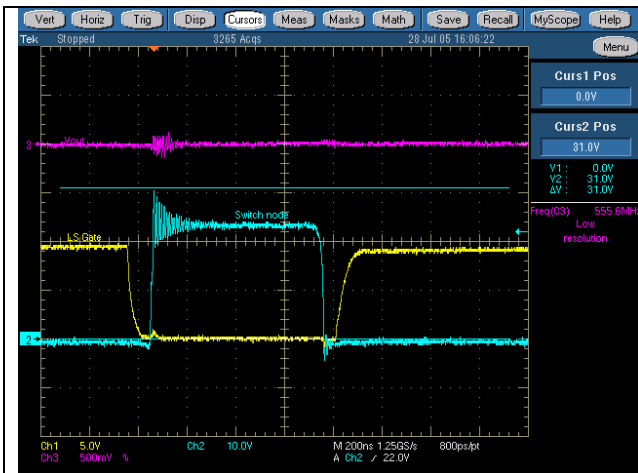 Vert Horiz Trig Disp Cursors Meas Masks Math Save Recall MyScope Help
Tek Stopped 3265 Acqs 28 Jul 05 16:06:22
Menu
Curs1 Pos
0.0V
Curs2 Pos
31.0V
V1 : 0.0V
V2 : 31.0V
ΔV : 31.0V
Freq(C3) 555.6MHz
Low
resolution
3 Vout
Switch node
LS Gate
2
Ch1 5.0V Ch2 10.0V M 200ns 1.25GS/s 800ps/pt
Ch3 500mV A Ch2 22.0V